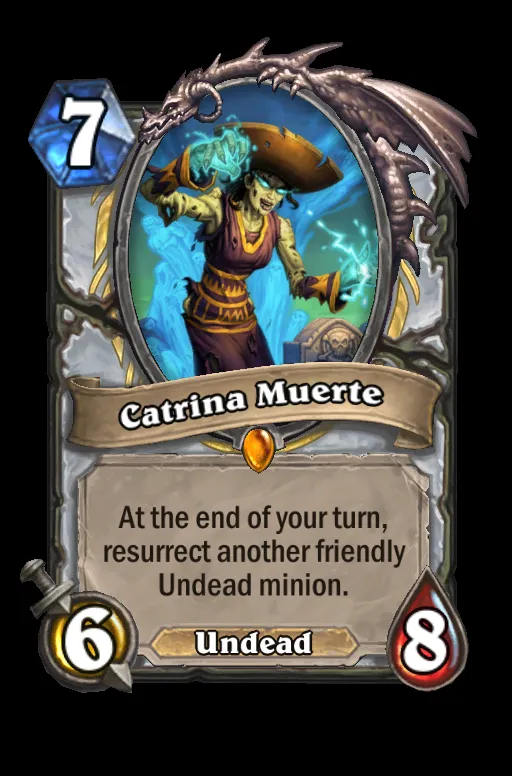 7
Catrina Muerte
At the end of your turn,
resurrect another friendly
Undead minion.
6
Undead
8